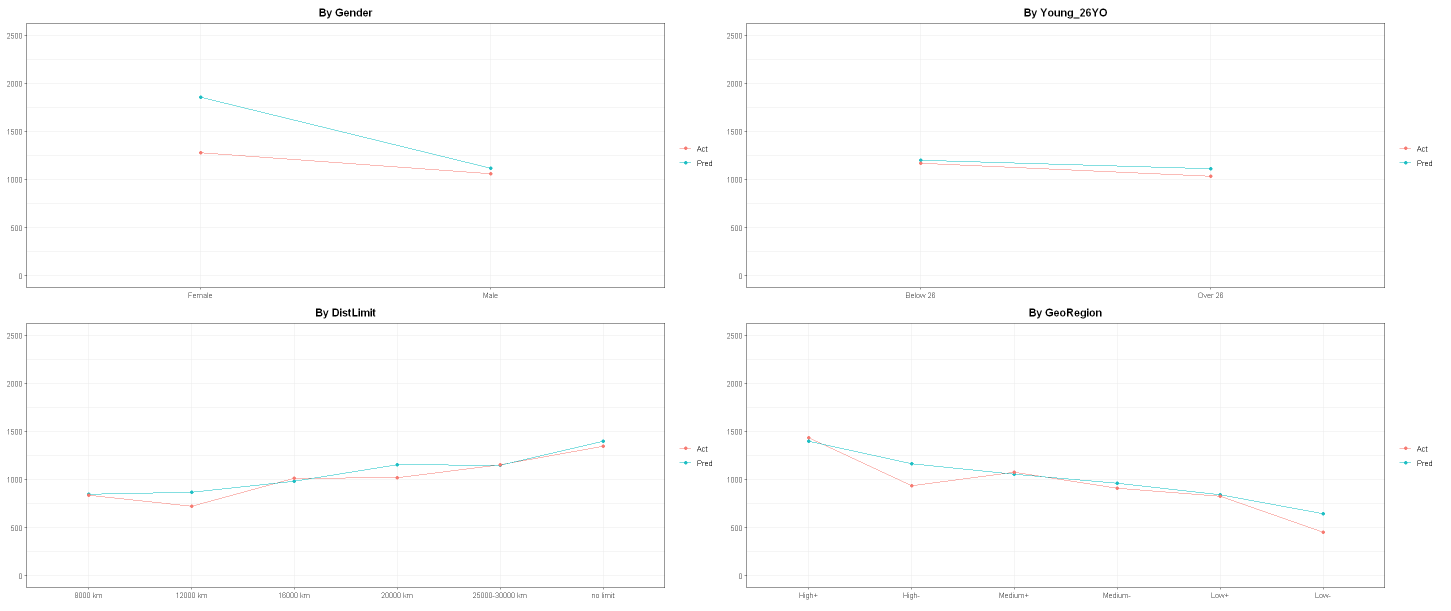 By Gender
2500
2000
1500
1000
500
0
Female Male
Act
Pred
By Young_26YO
2500
2000
1500
1000
500
0
Below 26 Over 26
Act
Pred
By DistLimit
2500
2000
1500
1000
500
0
8000 km 12000 km 16000 km 20000 km 25000-30000 km no limit
Act
Pred
By GeoRegion
2500
2000
1500
1000
500
0
High+ High- Medium+ Medium- Low+ Low-
Act
Pred